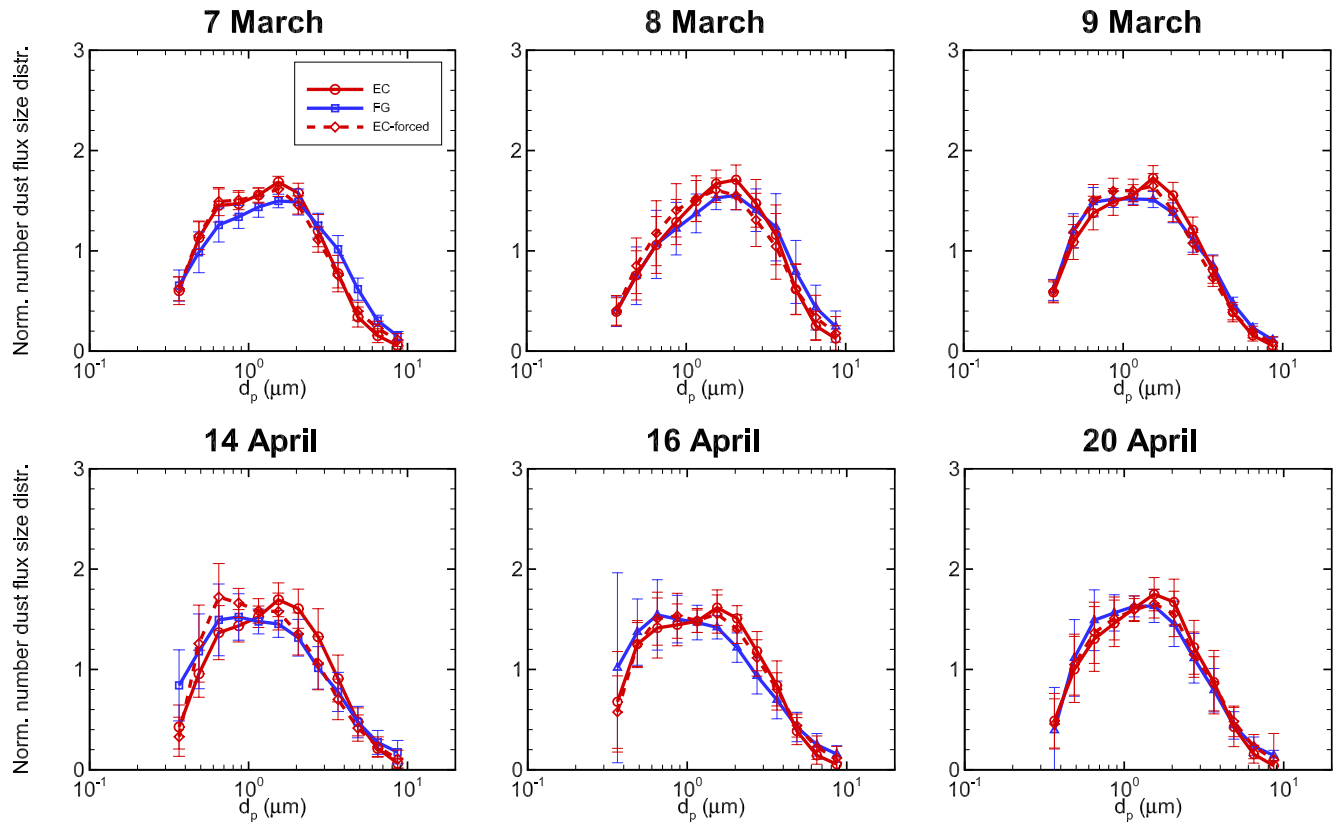 7 March
8 March
9 March
Norm. number dust flux size distr.
3
2
1
0
10⁻¹ 10⁰ 10¹
dₚ (μm)
EC
FG
EC-forced
3
2
1
0
10⁻¹ 10⁰ 10¹
dₚ (μm)
3
2
1
0
10⁻¹ 10⁰ 10¹
dₚ (μm)
14 April
16 April
20 April
Norm. number dust flux size distr.
3
2
1
0
10⁻¹ 10⁰ 10¹
dₚ (μm)
3
2
1
0
10⁻¹ 10⁰ 10¹
dₚ (μm)
3
2
1
0
10⁻¹ 10⁰ 10¹
dₚ (μm)